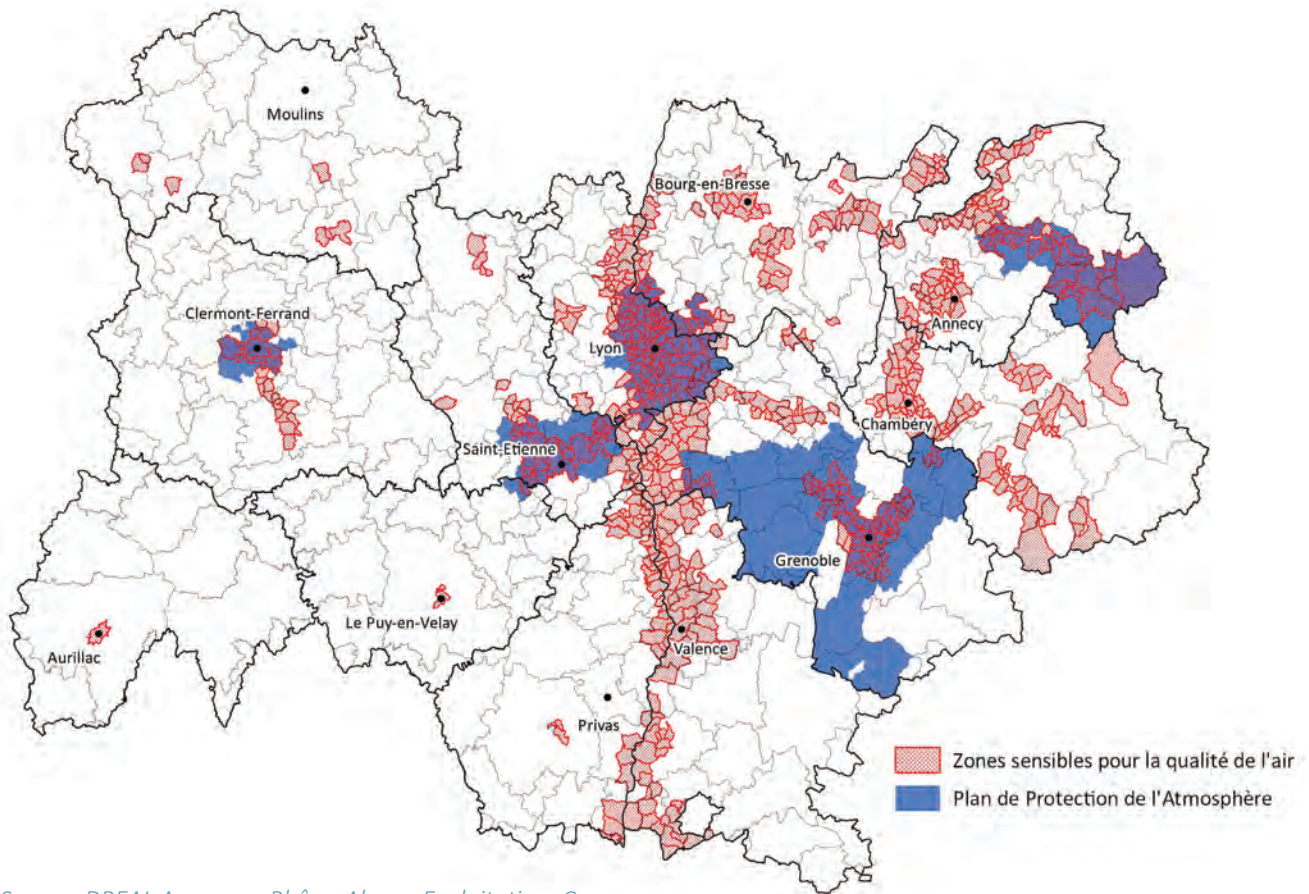 Moulins
Bourg-en-Bresse
Clermont-Ferrand
Annecy
Lyon
Chambéry
Saint-Etienne
Grenoble
Le Puy-en-Velay
Aurillac
Valence
Privas
Zones sensibles pour la qualité de l'air
Plan de Protection de l'Atmosphère